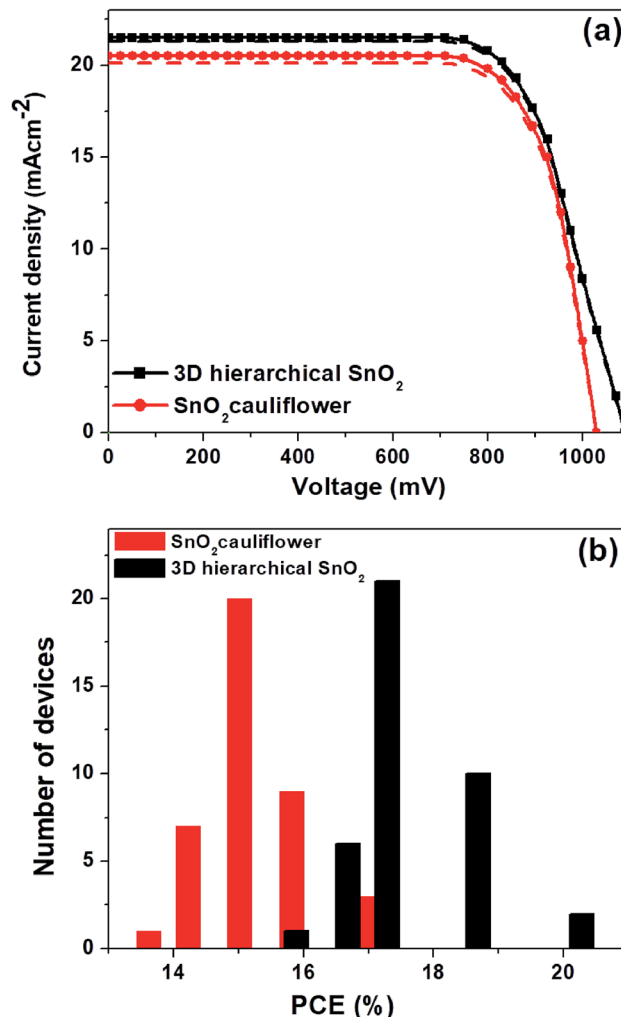 (a)
20
15
10
5
0
Current density (mAcm-2)
3D hierarchical SnO2
SnO2cauliflower
0 200 400 600 800 1000
Voltage (mV)
(b)
SnO2cauliflower
3D hierarchical SnO2
20
15
10
5
0
Number of devices
14 16 18 20
PCE (%)